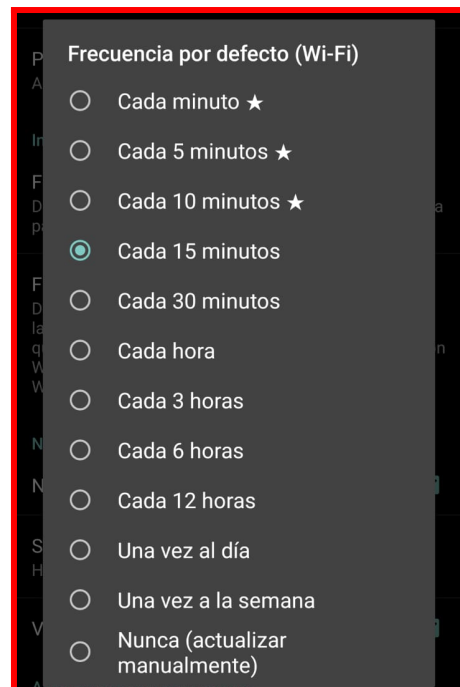 Frecuencia por defecto (Wi-Fi)
Cada minuto ★
Cada 5 minutos ★
Cada 10 minutos ★
Cada 15 minutos
Cada 30 minutos
Cada hora
Cada 3 horas
Cada 6 horas
Cada 12 horas
Una vez al día
Una vez a la semana
Nunca (actualizar
manualmente)